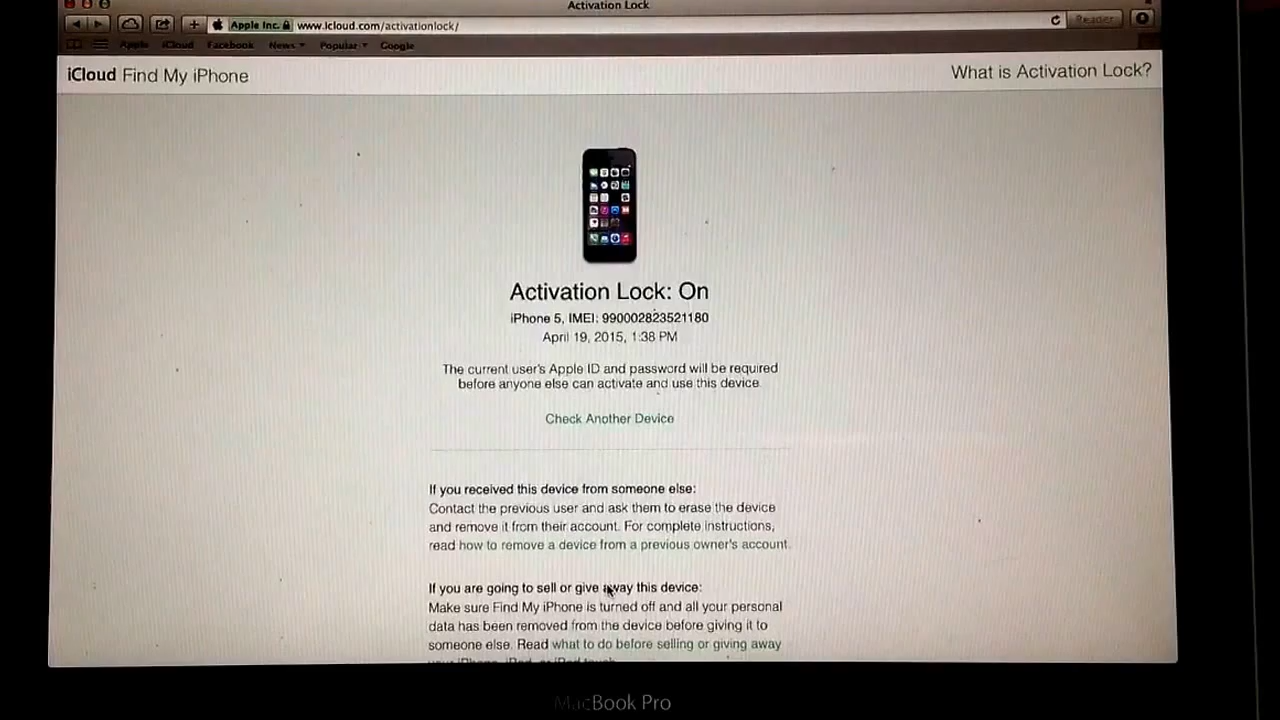 Activation Lock
Apple Inc. www.icloud.com/activationlock/ Reader
Apple iCloud Facebook News Popular Google
iCloud Find My iPhone What is Activation Lock?
Activation Lock: On
iPhone 5, IMEI: 990002823521180
April 19, 2015, 1:38 PM
The current user's Apple ID and password will be required
before anyone else can activate and use this device.
Check Another Device
If you received this device from someone else:
Contact the previous user and ask them to erase the device
and remove it from their account. For complete instructions,
read how to remove a device from a previous owner's account.
If you are going to sell or give away this device:
Make sure Find My iPhone is turned off and all your personal
data has been removed from the device before giving it to
someone else. Read what to do before selling or giving away
MacBook Pro